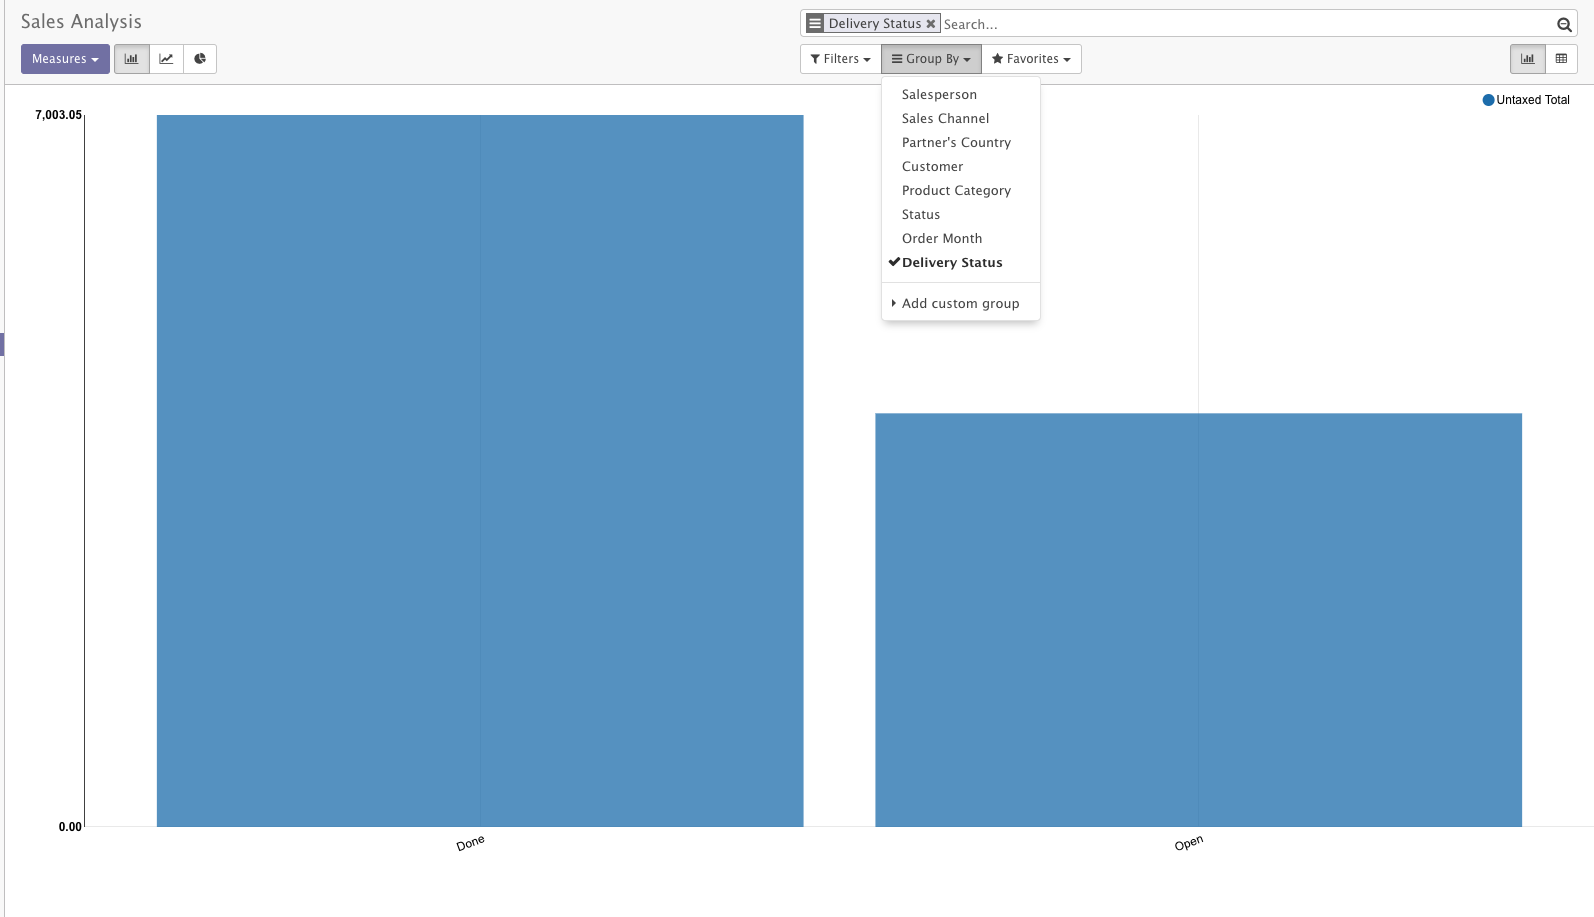 Sales Analysis
Delivery Status
Search...
Measures
Filters
Group By
Favorites
Salesperson
Sales Channel
Partner's Country
Customer
Product Category
Status
Order Month
Delivery Status
Add custom group
Untaxed Total
7,003.05
0.00
Done
Open